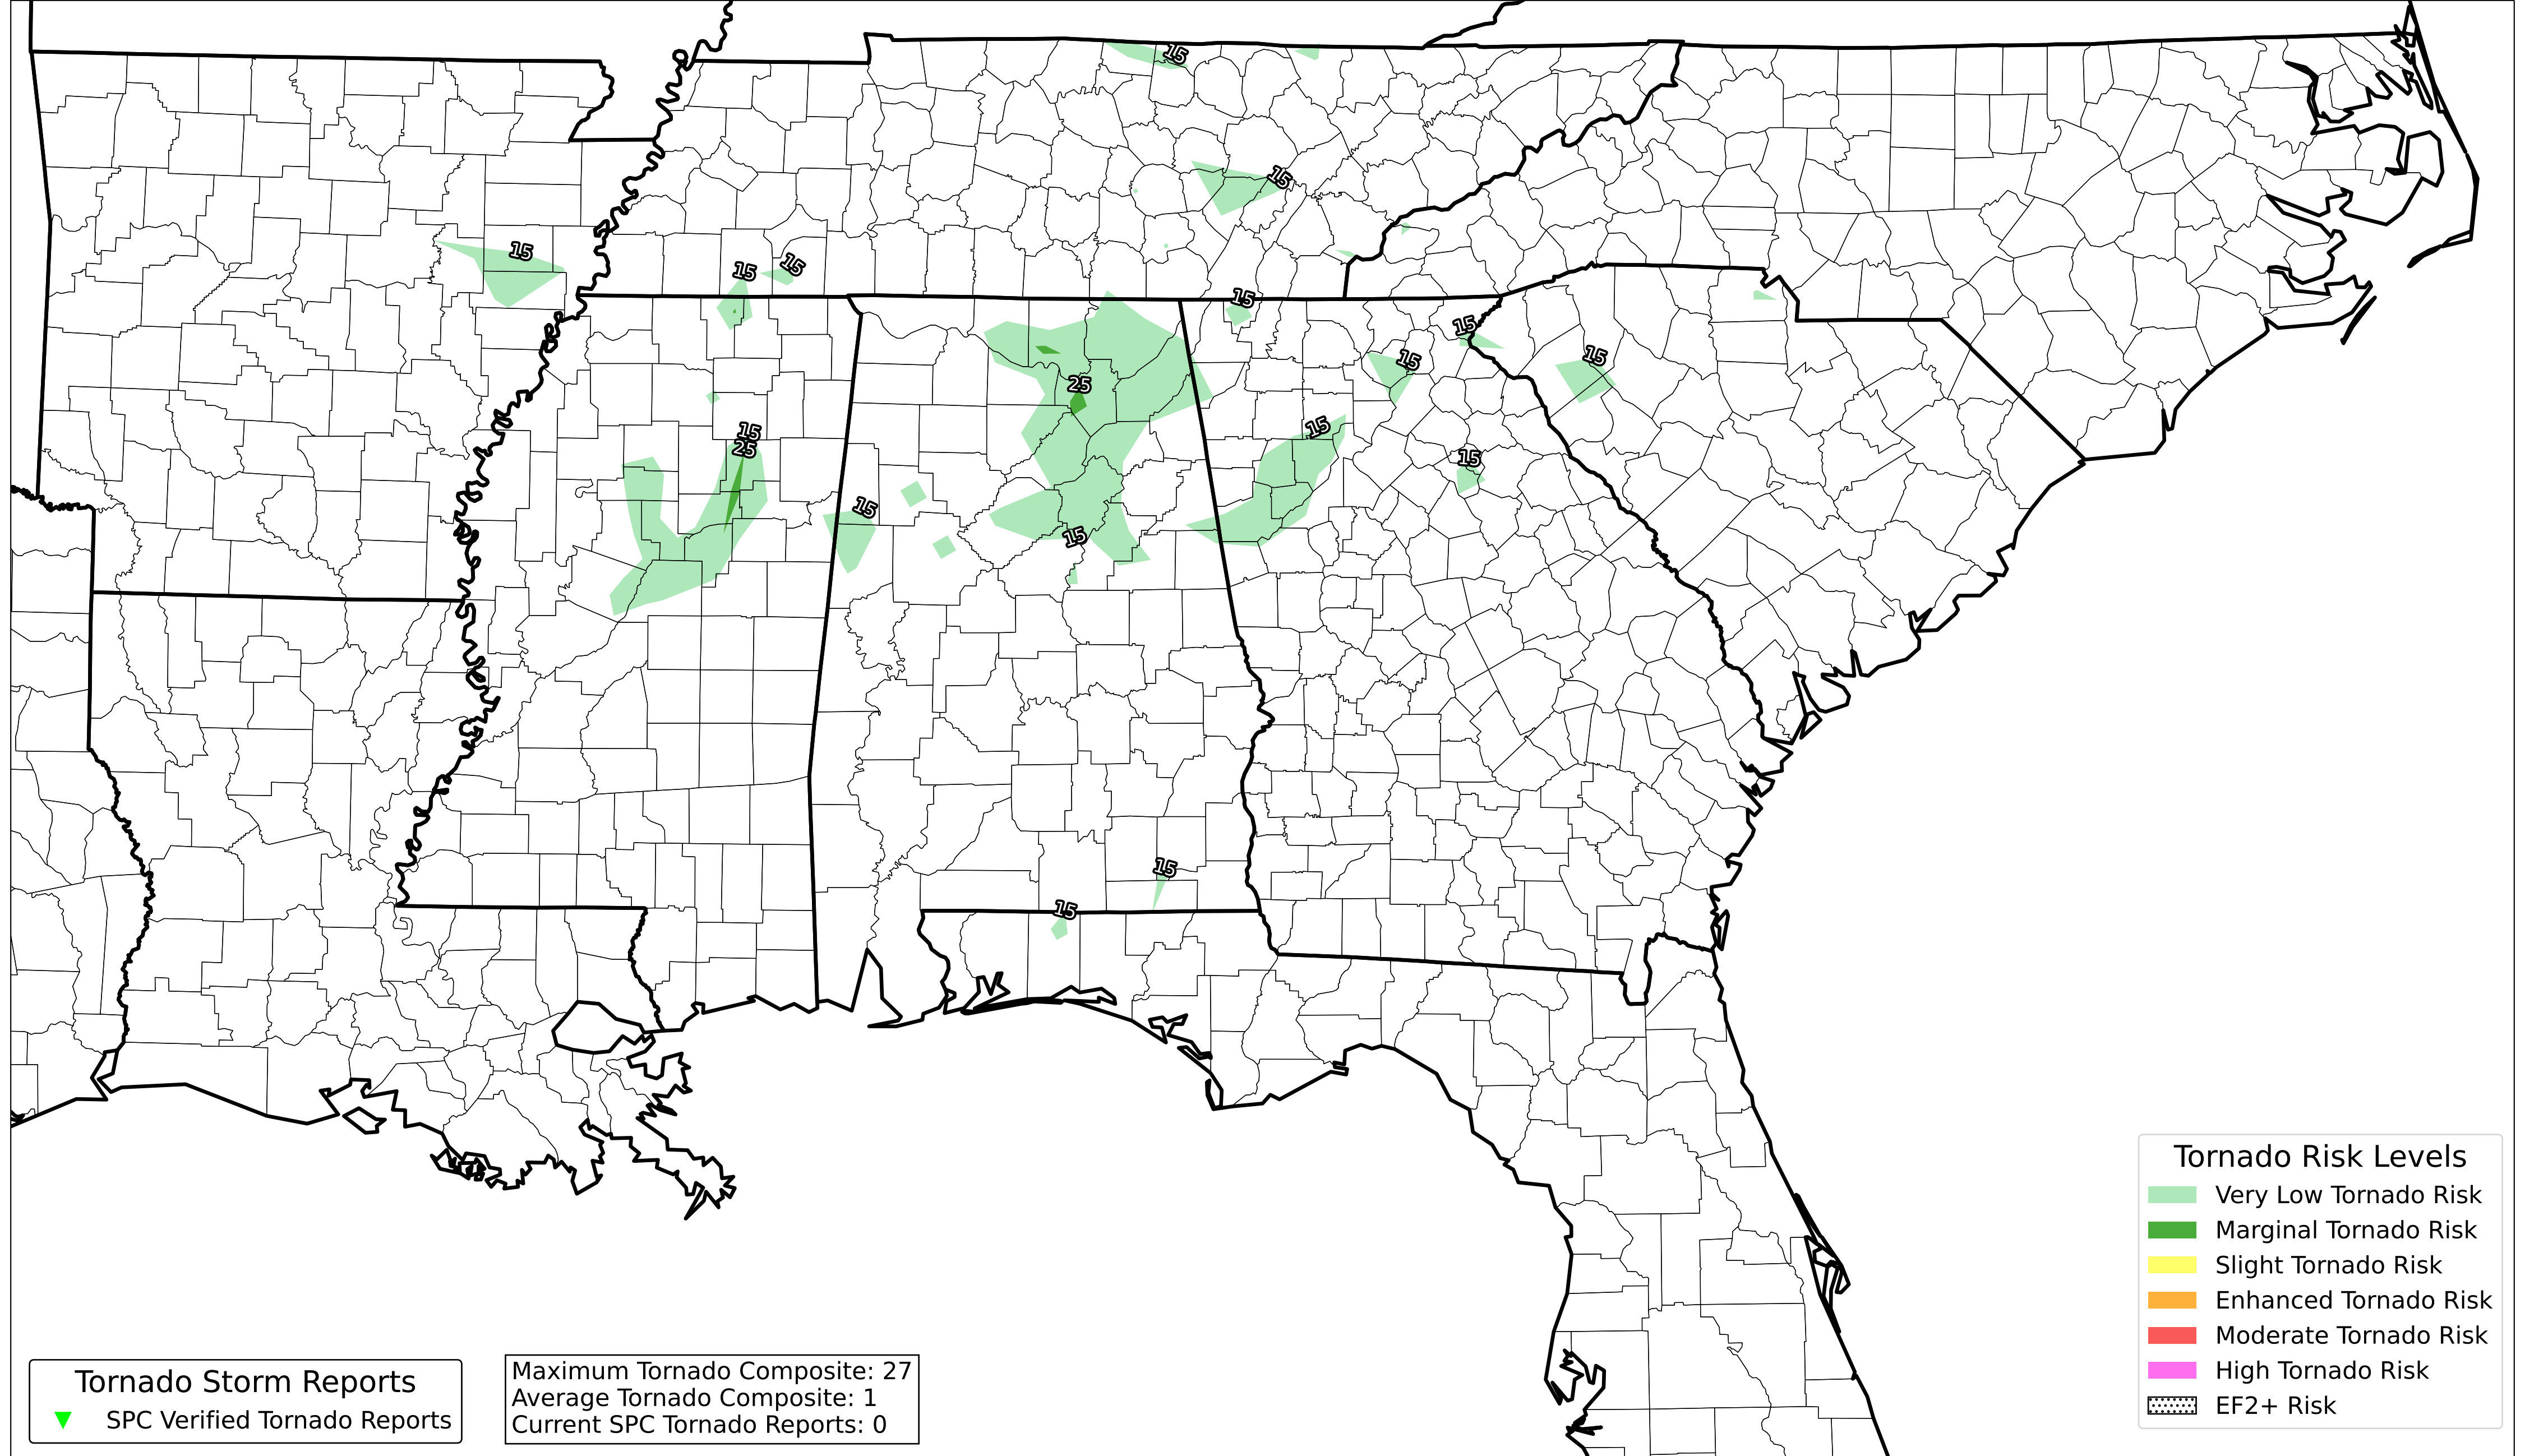 15
15
15
15
15
15
15
15
25
15
15
15
15
25
15
15
15
15
15
Tornado Risk Levels
Very Low Tornado Risk
Marginal Tornado Risk
Slight Tornado Risk
Enhanced Tornado Risk
Moderate Tornado Risk
High Tornado Risk
EF2+ Risk
Tornado Storm Reports
SPC Verified Tornado Reports
Maximum Tornado Composite: 27
Average Tornado Composite: 1
Current SPC Tornado Reports: 0